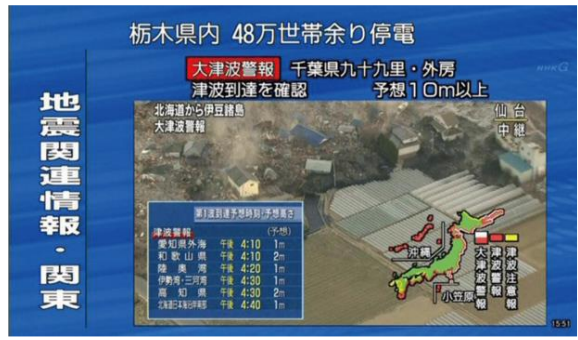 栃木県内 48万世帯余り停電
大津波警報 千葉県九十九里・外房
津波到達を確認 予想10m以上
NHK G
地震関連情報・関東
北海道から伊豆諸島
大津波警報
仙台
中継
第1波到達予想時刻/予想高さ
津波警報 (予想)
愛知県外海 午後 4:10 1m
和歌山県 午後 4:10 2m
陸奥湾 午後 4:20 1m
伊勢湾・三河湾 午後 4:30 1m
高知県 午後 4:30 2m
北海道日本海沿岸南部 午後 4:40 1m
沖縄
小笠原
大津波警報
津波警報
津波注意報
15:51